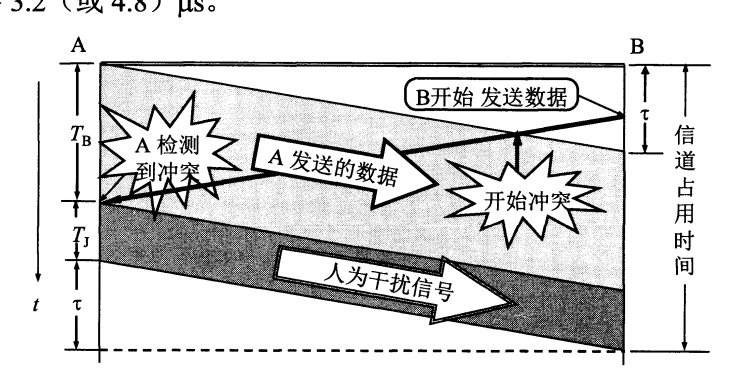 3.2（或 4.8）μs。
A
B
B开始 发送数据
τ
T_B
A 检测
到冲突
A 发送的数据
开始冲突
信道占用时间
T_J
人为干扰信号
t
τ